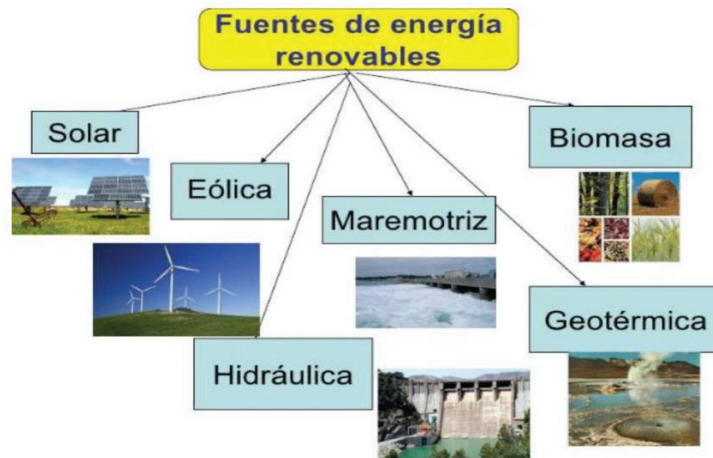 Fuentes de energía
renovables
Solar
Biomasa
Eólica
Maremotriz
Geotérmica
Hidráulica